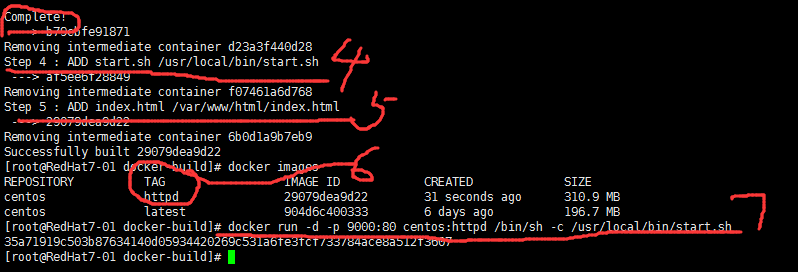 Complete!
---> b79cbfe91871
Removing intermediate container d23a3f440d28
Step 4 : ADD start.sh /usr/local/bin/start.sh
---> af5ee6f28849
Removing intermediate container f07461a6d768
Step 5 : ADD index.html /var/www/html/index.html
---> 29079dea9d22
Removing intermediate container 6b0d1a9b7eb9
Successfully built 29079dea9d22
[root@RedHat7-01 docker-build]# docker images
REPOSITORY TAG IMAGE ID CREATED SIZE
centos httpd 29079dea9d22 31 seconds ago 310.9 MB
centos latest 904d6c400333 6 days ago 196.7 MB
[root@RedHat7-01 docker-build]# docker run -d -p 9000:80 centos:httpd /bin/sh -c /usr/local/bin/start.sh
35a71919c503b87634140d05934420269c531a6fe3fcf733784ace8a512f3607
[root@RedHat7-01 docker-build]#
4
5
6
7